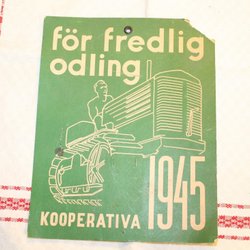 för fredlig
odling
KOOPERATIVA
1945